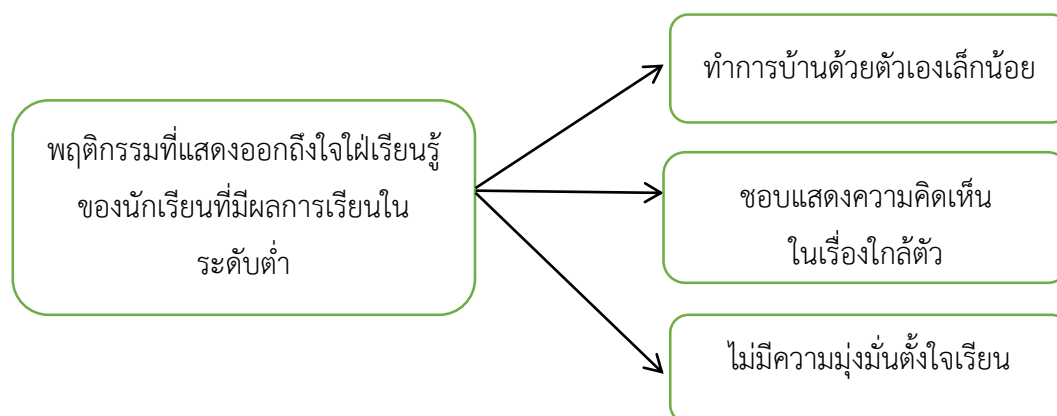 พฤติกรรมที่แสดงออกถึงใจใฝ่เรียนรู้
ของนักเรียนที่มีผลการเรียนใน
ระดับต่ำ
ทำการบ้านด้วยตัวเองเล็กน้อย
ชอบแสดงความคิดเห็น
ในเรื่องใกล้ตัว
ไม่มีความมุ่งมั่นตั้งใจเรียน